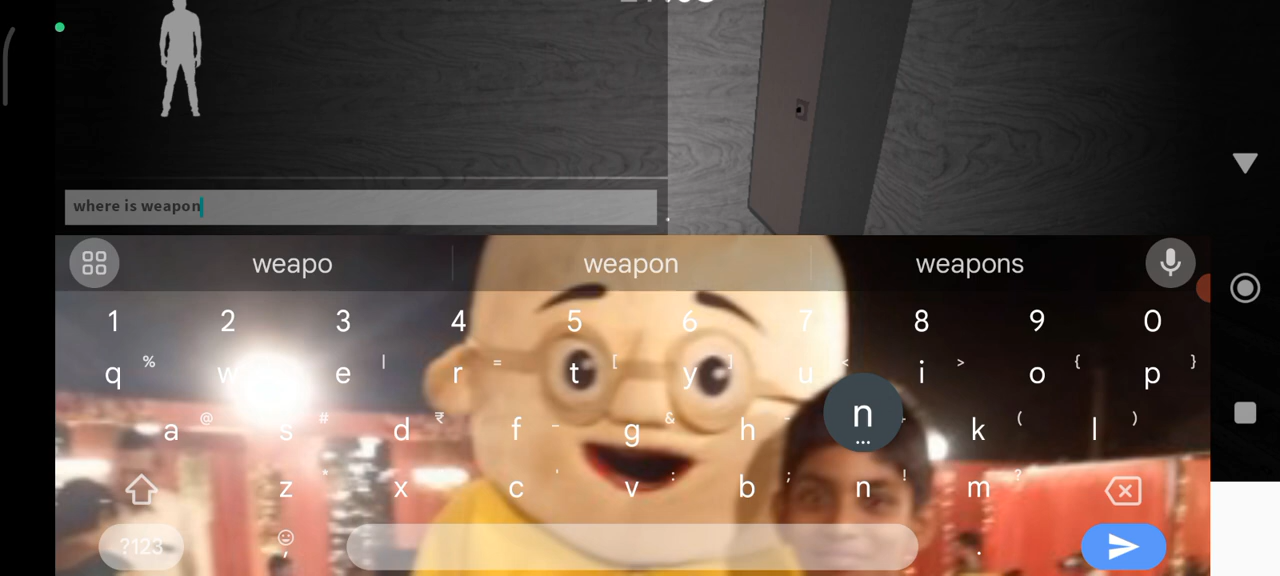 where is weapon
weapo weapon weapons
1 2 3 4 5 6 7 8 9 0
% | = [ ] < > { }
q w e r t y u i o p
@ # ₹ - & - ( )
a s d f g h n k l
* ' : ; ! ?
z x c v b n m
?123 , .